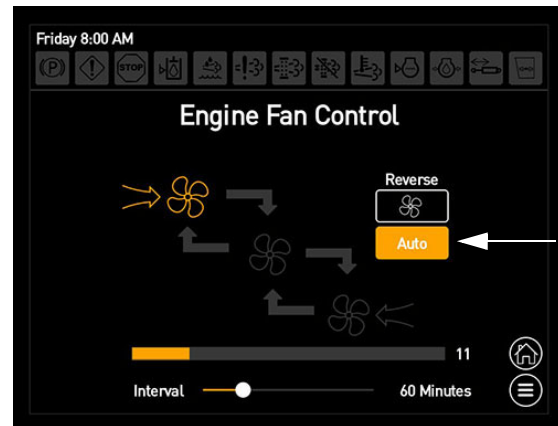 Friday 8:00 AM
(P)
STOP
Engine Fan Control
Reverse
Auto
11
Interval
60 Minutes